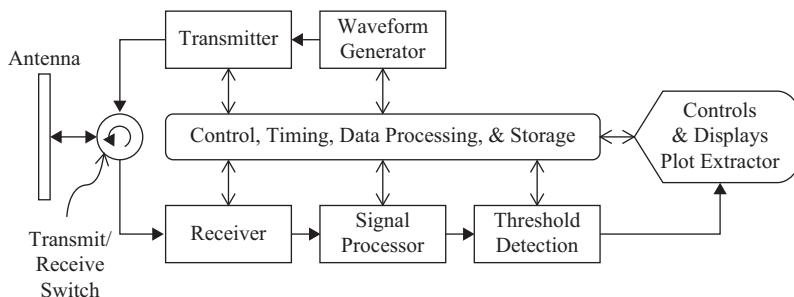 Transmitter
Waveform
Generator
Antenna
Control, Timing, Data Processing, & Storage
Controls
& Displays
Plot Extractor
Transmit/
Receive
Switch
Receiver
Signal
Processor
Threshold
Detection